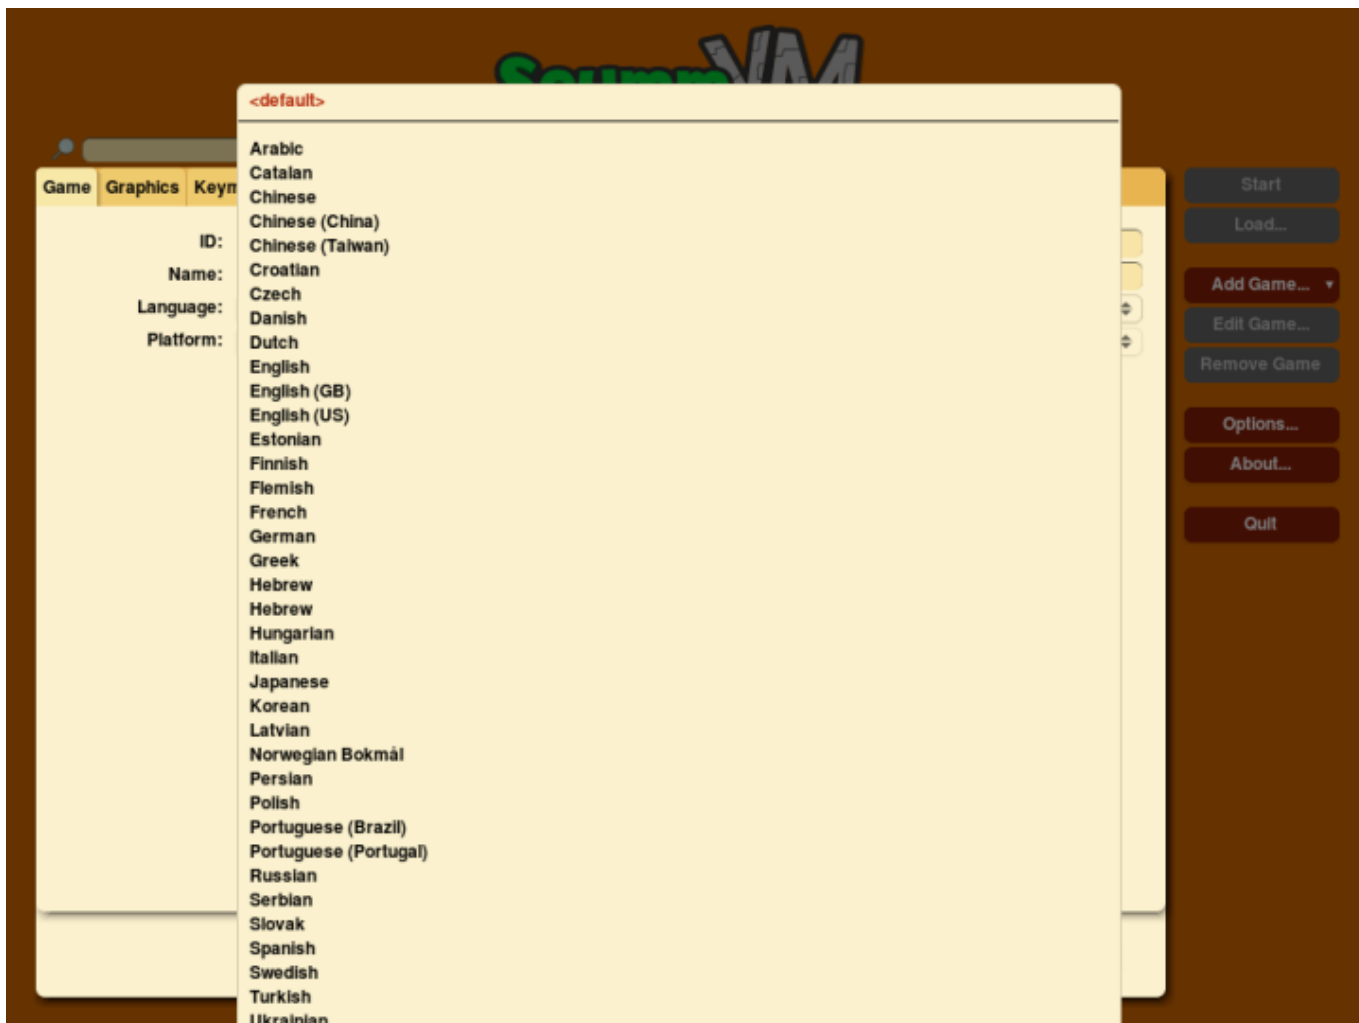 ScummVM
<default>
Arabic
Catalan
Chinese
Chinese (China)
Chinese (Taiwan)
Croatian
Czech
Danish
Dutch
English
English (GB)
English (US)
Estonian
Finnish
Flemish
French
German
Greek
Hebrew
Hebrew
Hungarian
Italian
Japanese
Korean
Latvian
Norwegian Bokmål
Persian
Polish
Portuguese (Brazil)
Portuguese (Portugal)
Russian
Serbian
Slovak
Spanish
Swedish
Turkish
Ukrainian
Game Graphics Keym
ID:
Name:
Language:
Platform:
Start
Load...
Add Game...
Edit Game...
Remove Game
Options...
About...
Quit